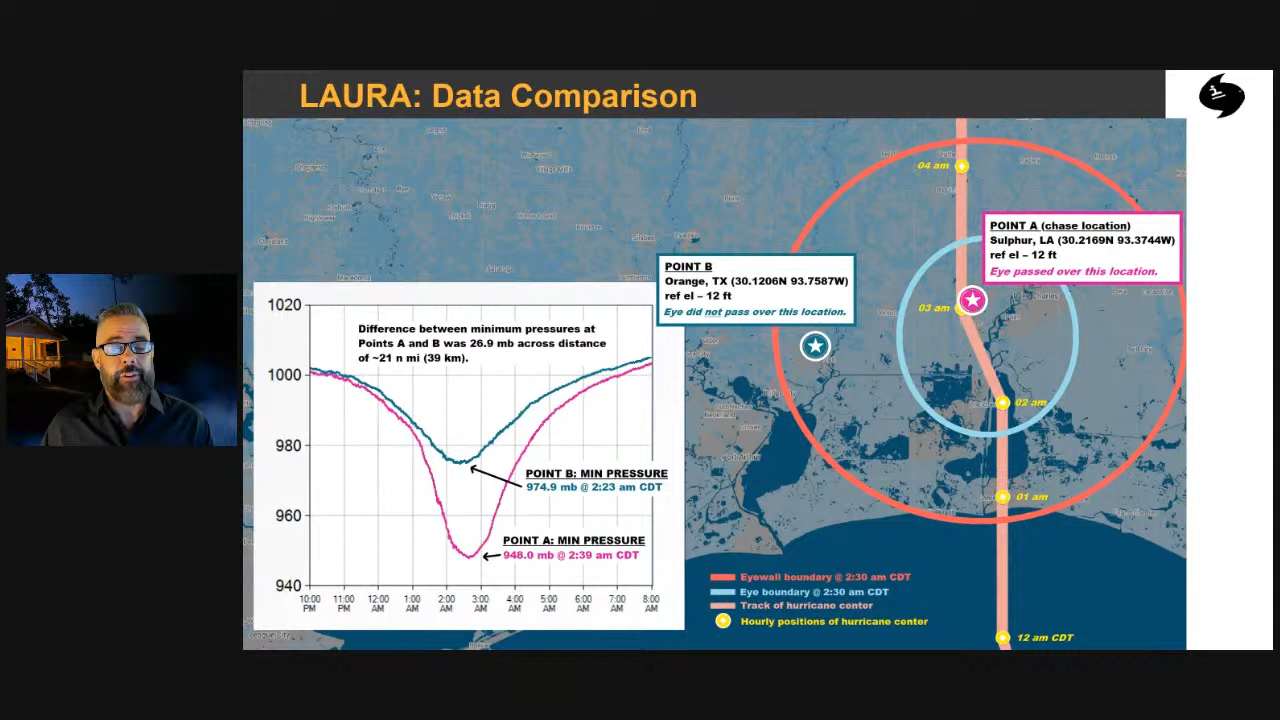 LAURA: Data Comparison
04 am
POINT A (chase location)
Sulphur, LA (30.2169N 93.3744W)
ref el – 12 ft
Eye passed over this location.
POINT B
Orange, TX (30.1206N 93.7587W)
ref el – 12 ft
Eye did not pass over this location.
03 am
02 am
01 am
12 am CDT
1020
1000
980
960
940
Difference between minimum pressures at
Points A and B was 26.9 mb across distance
of ~21 n mi (39 km).
POINT B: MIN PRESSURE
974.9 mb @ 2:23 am CDT
POINT A: MIN PRESSURE
948.0 mb @ 2:39 am CDT
10:00 PM
11:00 PM
12:00 AM
1:00 AM
2:00 AM
3:00 AM
4:00 AM
5:00 AM
6:00 AM
7:00 AM
8:00 AM
Eyewall boundary @ 2:30 am CDT
Eye boundary @ 2:30 am CDT
Track of hurricane center
Hourly positions of hurricane center